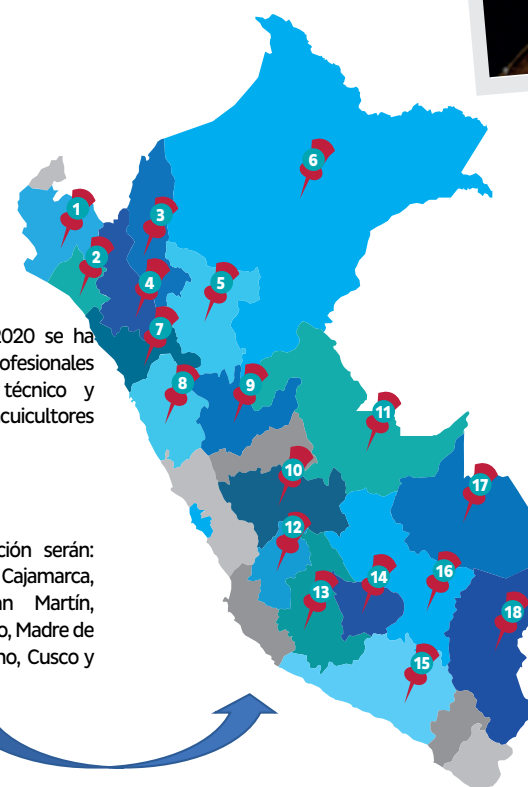 6
1
3
2
4
5
7
2020 se ha
ofesionales
técnico y
cuicultores
8
9
11
10
17
12
ción serán:
Cajamarca,
n Martín,
o, Madre de
no, Cusco y
13
14
16
18
15